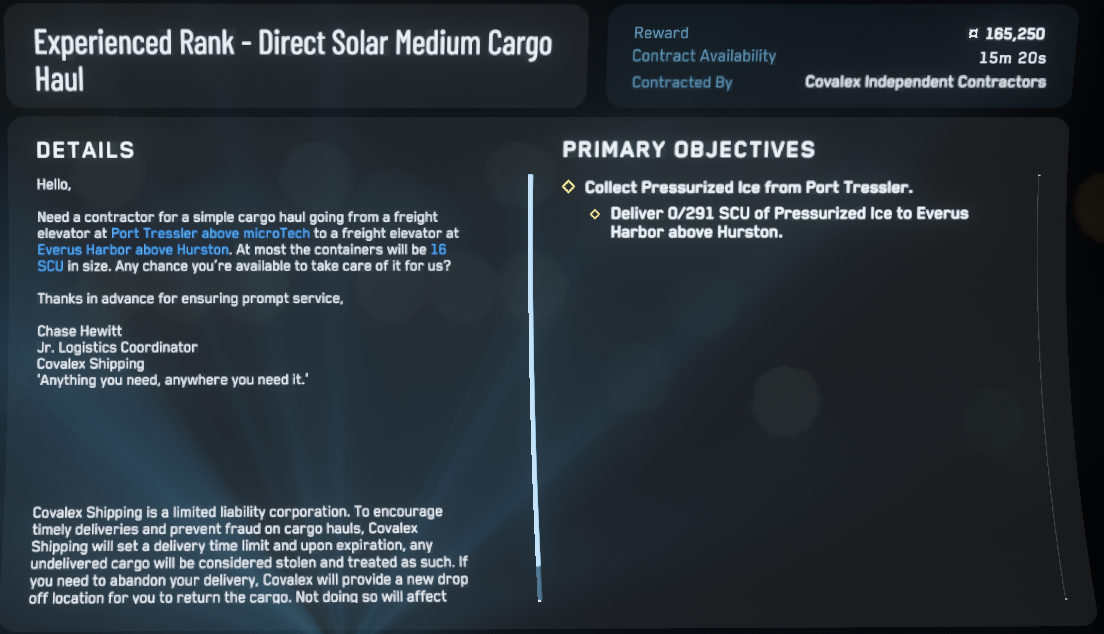 Experienced Rank - Direct Solar Medium Cargo
Haul
Reward ¤ 165,250
Contract Availability 15m 20s
Contracted By Covalex Independent Contractors
DETAILS
Hello,
Need a contractor for a simple cargo haul going from a freight
elevator at Port Tressler above microTech to a freight elevator at
Everus Harbor above Hurston. At most the containers will be 16
SCU in size. Any chance you're available to take care of it for us?
Thanks in advance for ensuring prompt service,
Chase Hewitt
Jr. Logistics Coordinator
Covalex Shipping
'Anything you need, anywhere you need it.'
Covalex Shipping is a limited liability corporation. To encourage
timely deliveries and prevent fraud on cargo hauls, Covalex
Shipping will set a delivery time limit and upon expiration, any
undelivered cargo will be considered stolen and treated as such. If
you need to abandon your delivery, Covalex will provide a new drop
off location for you to return the cargo. Not doing so will affect
PRIMARY OBJECTIVES
Collect Pressurized Ice from Port Tressler.
Deliver 0/291 SCU of Pressurized Ice to Everus
Harbor above Hurston.